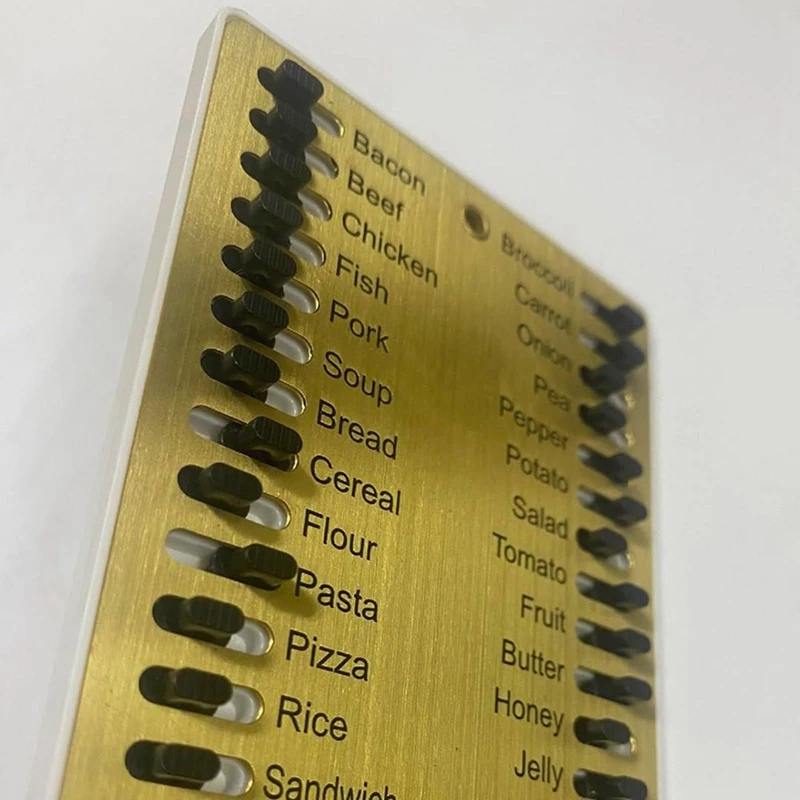 Bacon
Beef
Chicken
Fish
Pork
Soup
Bread
Cereal
Flour
Pasta
Pizza
Rice
Sandwich
Broccoli
Carrot
Onion
Pea
Pepper
Potato
Salad
Tomato
Fruit
Butter
Honey
Jelly